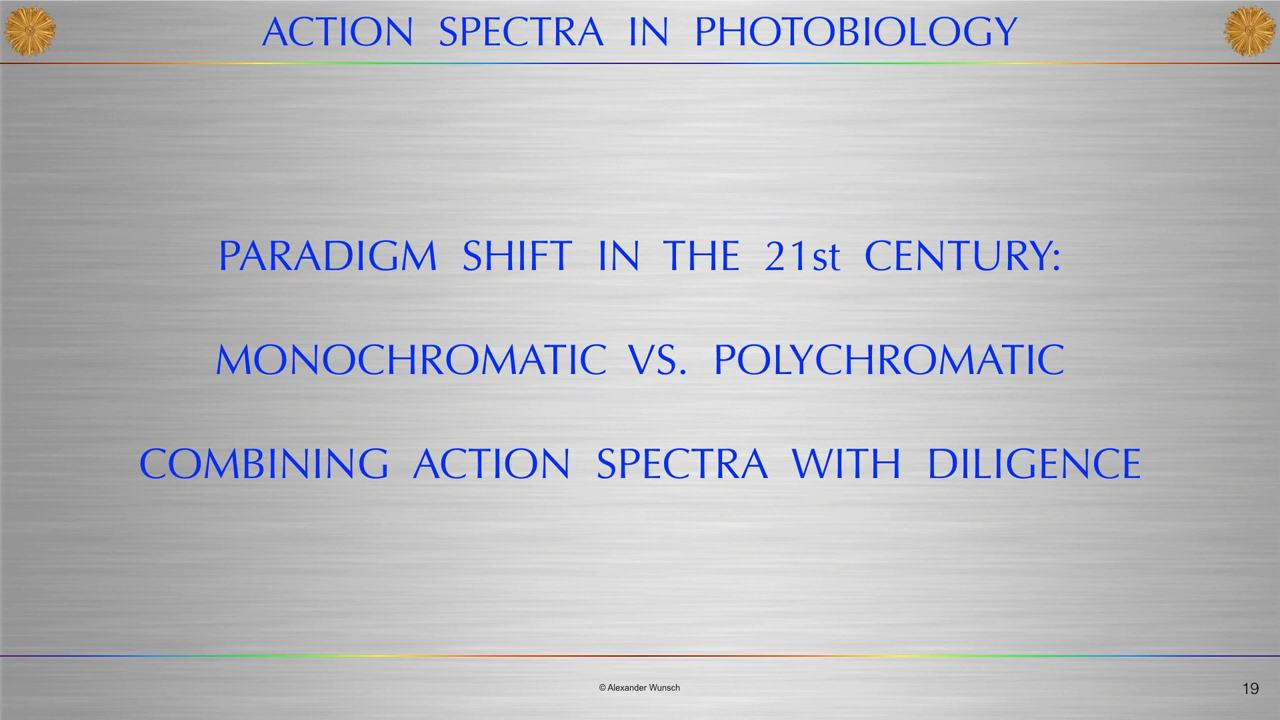 ACTION SPECTRA IN PHOTOBIOLOGY
PARADIGM SHIFT IN THE 21st CENTURY:
MONOCHROMATIC VS. POLYCHROMATIC
COMBINING ACTION SPECTRA WITH DILIGENCE
© Alexander Wunsch
19